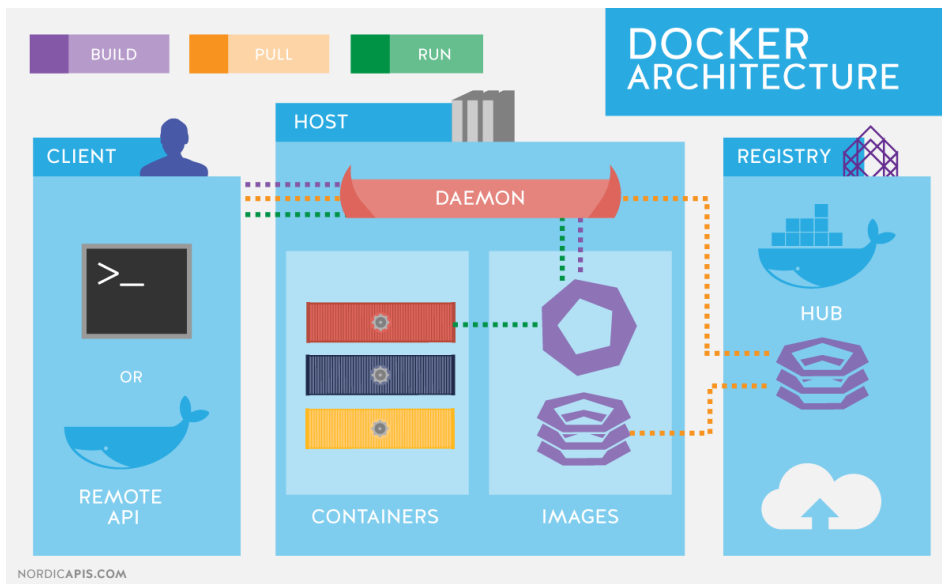 BUILD
PULL
RUN
DOCKER
ARCHITECTURE
CLIENT
>_
OR
REMOTE
API
HOST
DAEMON
CONTAINERS
IMAGES
REGISTRY
HUB
NORDICAPIS.COM